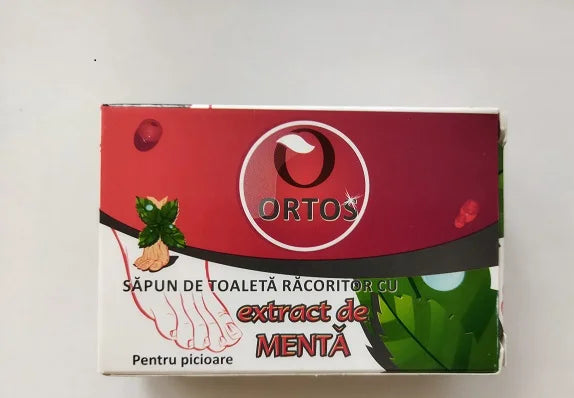 ORTOS
SĂPUN DE TOALETĂ RĂCORITOR CU
extract de
MENTĂ
Pentru picioare